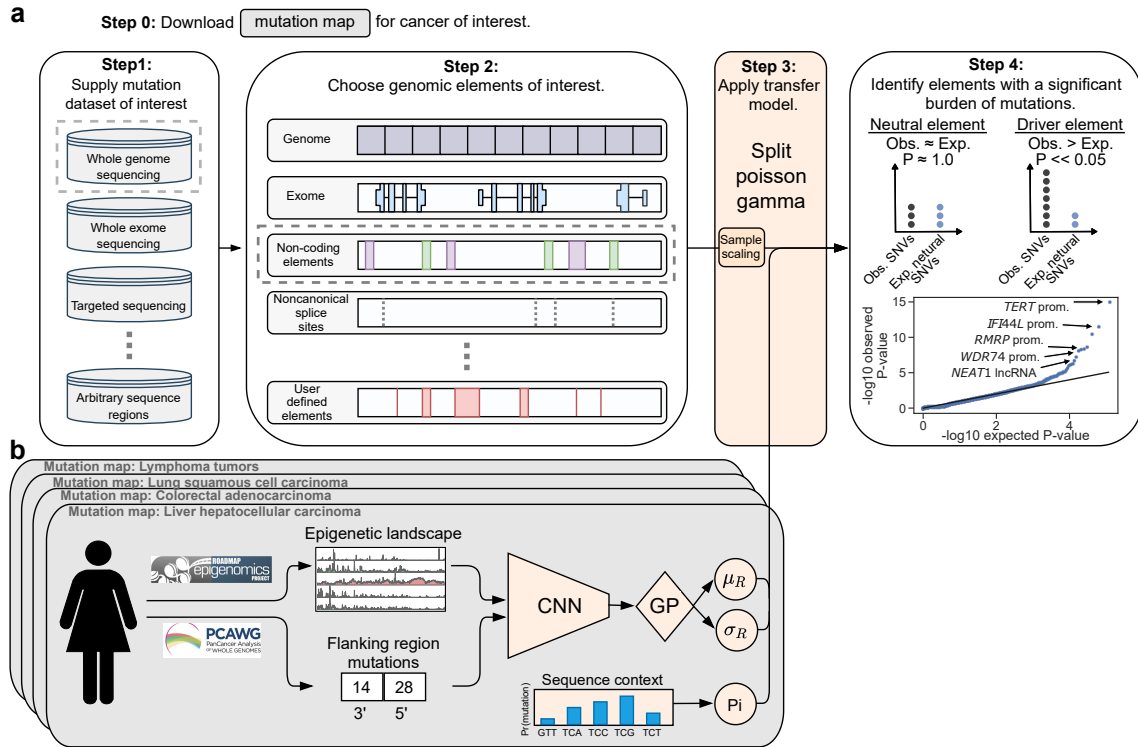 a
Step 0: Download mutation map for cancer of interest.
Step1:
Supply mutation
dataset of interest
Whole genome
sequencing
Whole exome
sequencing
Targeted sequencing
Arbitrary sequence
regions
Step 2:
Choose genomic elements of interest.
Genome
Exome
Non-coding
elements
Noncanonical
splice
sites
User
defined
elements
Step 3:
Apply transfer
model.
Split
poisson
gamma
Sample
scaling
Step 4:
Identify elements with a significant
burden of mutations.
Neutral element
Obs. ≈ Exp.
P ≈ 1.0
Obs. SNVs
Exp. netural
SNVs
Driver element
Obs. > Exp.
P << 0.05
Obs. SNVs
Exp. netural
SNVs
-log10 observed
P-value
15
10
5
0
TERT prom.
IFI44L prom.
RMRP prom.
WDR74 prom.
NEAT1 lncRNA
0 2 4
-log10 expected P-value
b
Mutation map: Lymphoma tumors
Mutation map: Lung squamous cell carcinoma
Mutation map: Colorectal adenocarcinoma
Mutation map: Liver hepatocellular carcinoma
ROADMAP
epigenomics
PROJECT
PCAWG
PanCancer Analysis
OF WHOLE GENOMES
Epigenetic landscape
Flanking region
mutations
14 28
3' 5'
CNN
GP
μR
σR
Sequence context
Pr(mutation)
GTT TCA TCC TCG TCT
Pi